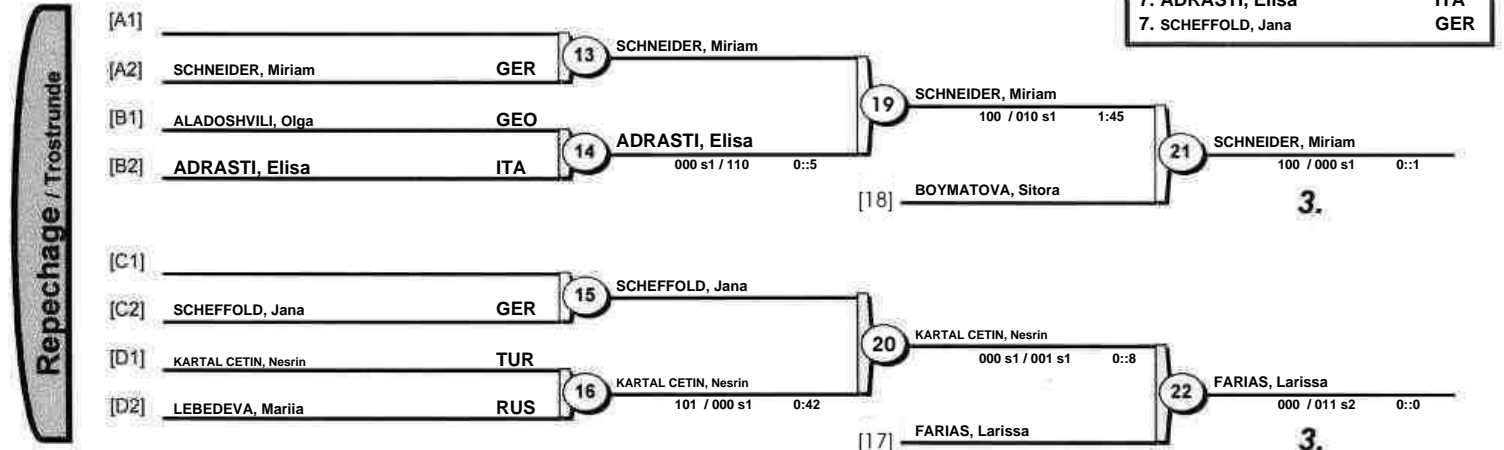 7. ADRASTI, Elisa ITA
7. SCHEFFOLD, Jana GER
Repechage / Trostrunde
[A1]
13 SCHNEIDER, Miriam
[A2] SCHNEIDER, Miriam GER
19 SCHNEIDER, Miriam
100 / 010 s1 1:45
[B1] ALADOSHVILI, Olga GEO
14 ADRASTI, Elisa
000 s1 / 110 0::5
[B2] ADRASTI, Elisa ITA
21 SCHNEIDER, Miriam
100 / 000 s1 0::1
[18] BOYMATOVA, Sitora
3.
[C1]
15 SCHEFFOLD, Jana
[C2] SCHEFFOLD, Jana GER
20 KARTAL CETIN, Nesrin
000 s1 / 001 s1 0::8
[D1] KARTAL CETIN, Nesrin TUR
16 KARTAL CETIN, Nesrin
101 / 000 s1 0:42
[D2] LEBEDEVA, Mariia RUS
22 FARIAS, Larissa
000 / 011 s2 0::0
[17] FARIAS, Larissa
3.